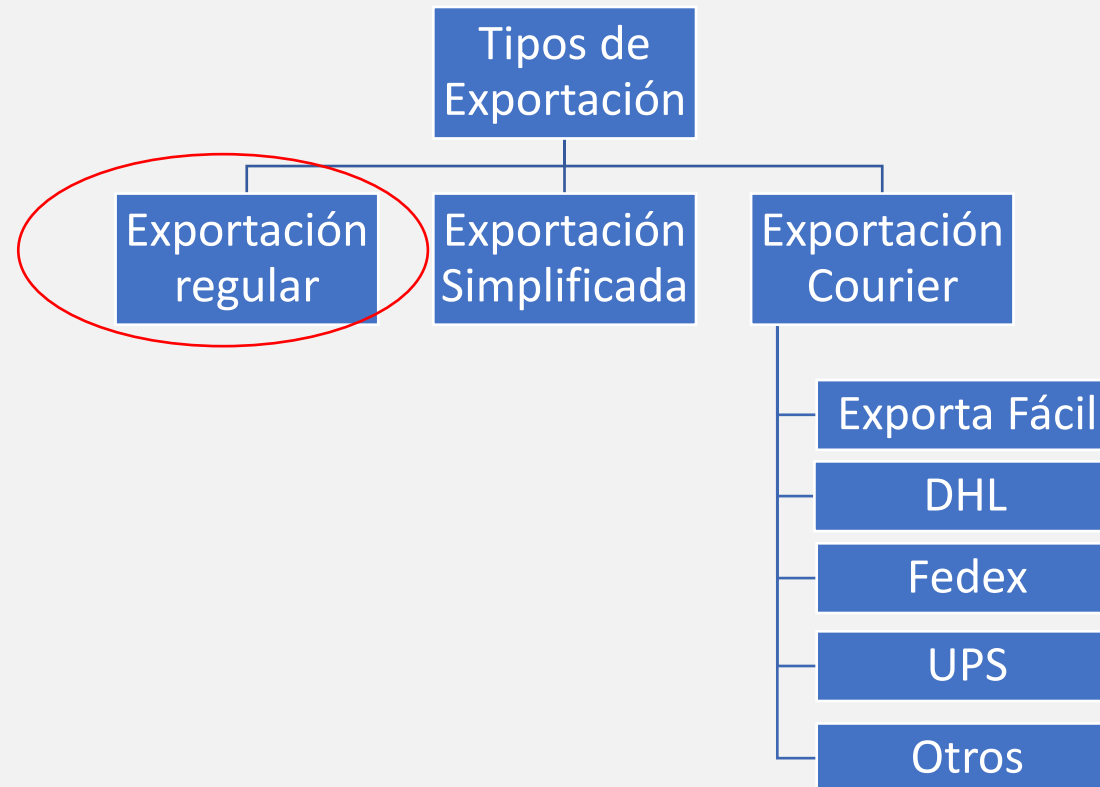 Tipos de
Exportación
Exportación
regular
Exportación
Simplificada
Exportación
Courier
Exporta Fácil
DHL
Fedex
UPS
Otros